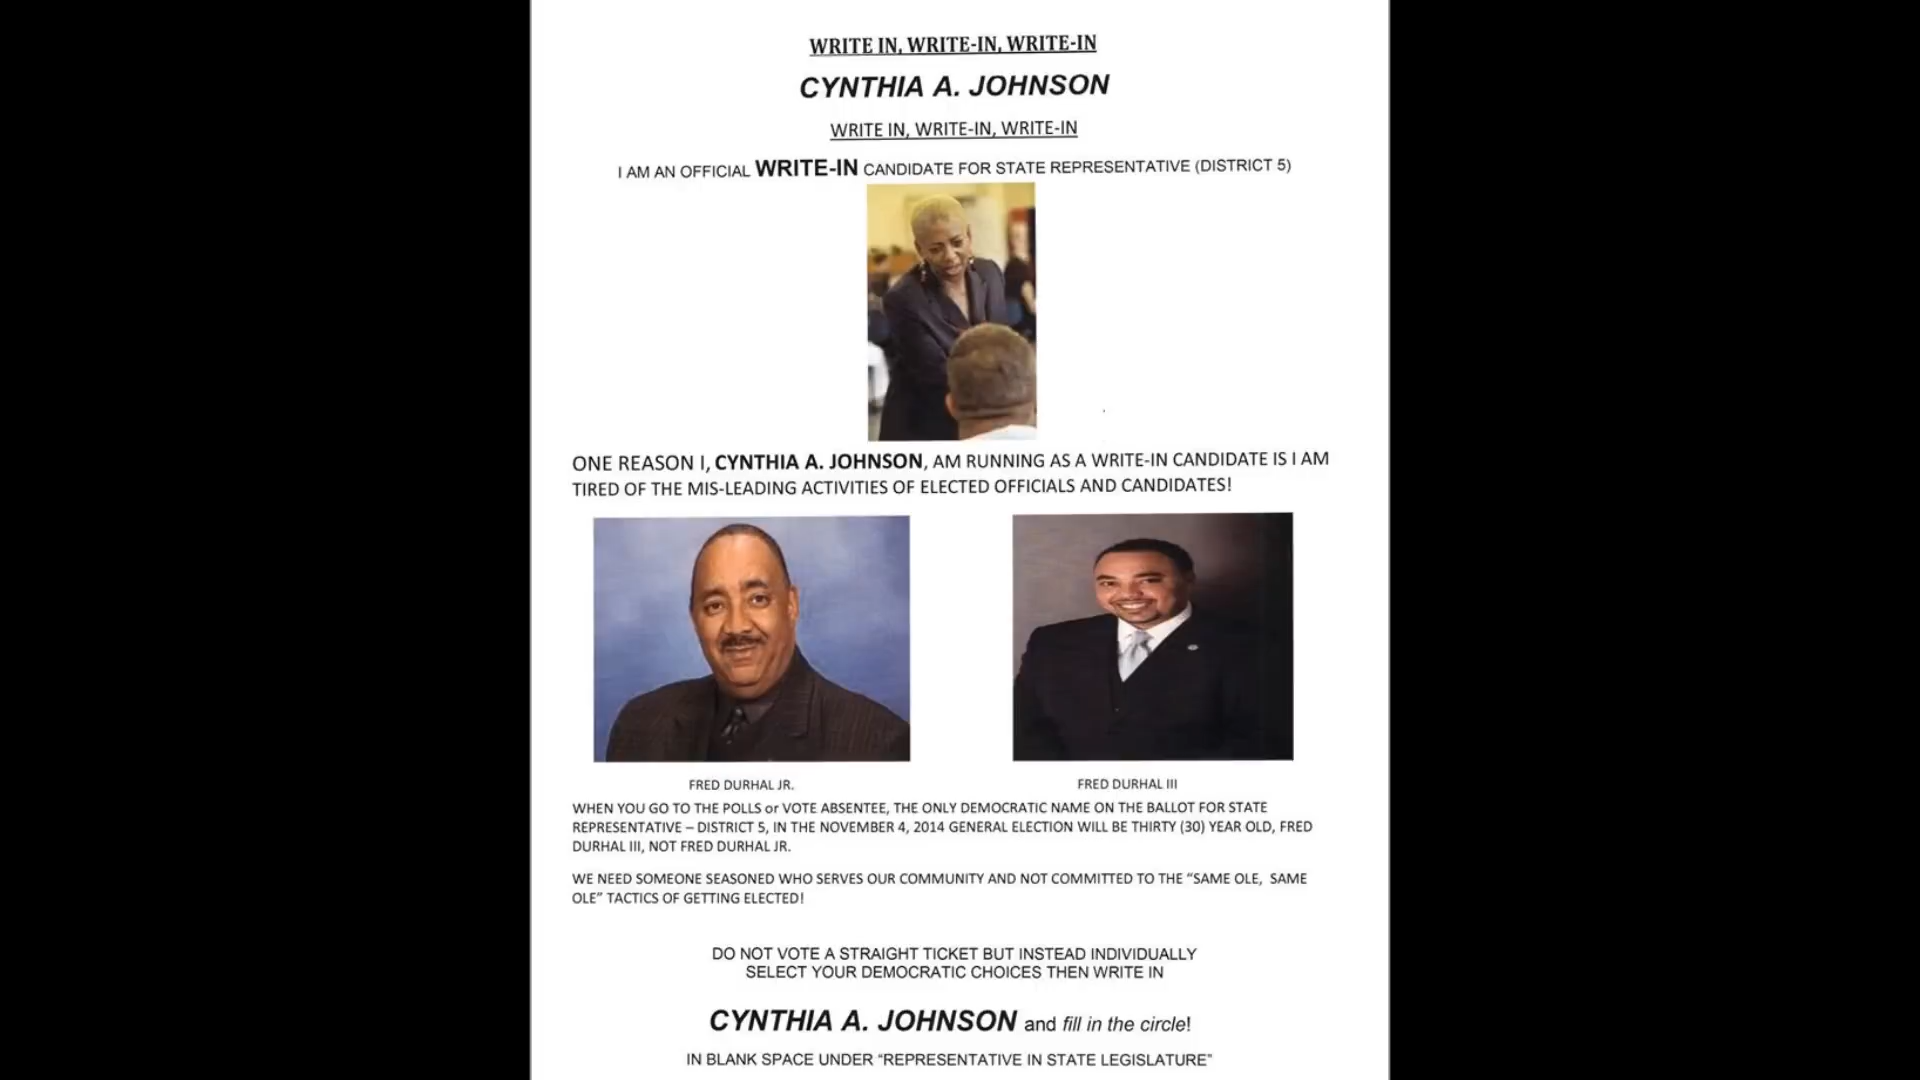 WRITE IN, WRITE-IN, WRITE-IN
CYNTHIA A. JOHNSON
WRITE IN, WRITE-IN, WRITE-IN
I AM AN OFFICIAL WRITE-IN CANDIDATE FOR STATE REPRESENTATIVE (DISTRICT 5)
ONE REASON I, CYNTHIA A. JOHNSON, AM RUNNING AS A WRITE-IN CANDIDATE IS I AM
TIRED OF THE MIS-LEADING ACTIVITIES OF ELECTED OFFICIALS AND CANDIDATES!
FRED DURHAL JR.
FRED DURHAL III
WHEN YOU GO TO THE POLLS or VOTE ABSENTEE, THE ONLY DEMOCRATIC NAME ON THE BALLOT FOR STATE
REPRESENTATIVE – DISTRICT 5, IN THE NOVEMBER 4, 2014 GENERAL ELECTION WILL BE THIRTY (30) YEAR OLD, FRED
DURHAL III, NOT FRED DURHAL JR.
WE NEED SOMEONE SEASONED WHO SERVES OUR COMMUNITY AND NOT COMMITTED TO THE “SAME OLE, SAME
OLE” TACTICS OF GETTING ELECTED!
DO NOT VOTE A STRAIGHT TICKET BUT INSTEAD INDIVIDUALLY
SELECT YOUR DEMOCRATIC CHOICES THEN WRITE IN
CYNTHIA A. JOHNSON and fill in the circle!
IN BLANK SPACE UNDER “REPRESENTATIVE IN STATE LEGISLATURE”